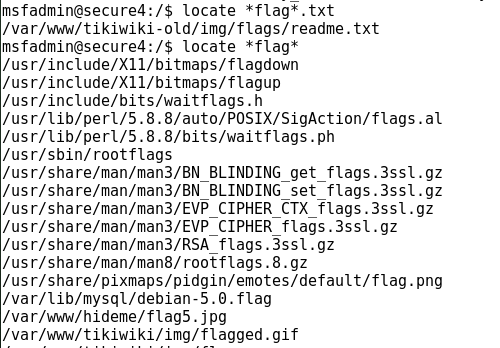 msfadmin@secure4:/$ locate *flag*.txt
/var/www/tikiwiki-old/img/flags/readme.txt
msfadmin@secure4:/$ locate *flag*
/usr/include/X11/bitmaps/flagdown
/usr/include/X11/bitmaps/flagup
/usr/include/bits/waitflags.h
/usr/lib/perl/5.8.8/auto/POSIX/SigAction/flags.al
/usr/lib/perl/5.8.8/bits/waitflags.ph
/usr/sbin/rootflags
/usr/share/man/man3/BN_BLINDING_get_flags.3ssl.gz
/usr/share/man/man3/BN_BLINDING_set_flags.3ssl.gz
/usr/share/man/man3/EVP_CIPHER_CTX_flags.3ssl.gz
/usr/share/man/man3/EVP_CIPHER_flags.3ssl.gz
/usr/share/man/man3/RSA_flags.3ssl.gz
/usr/share/man/man8/rootflags.8.gz
/usr/share/pixmaps/pidgin/emotes/default/flag.png
/var/lib/mysql/debian-5.0.flag
/var/www/hideme/flag5.jpg
/var/www/tikiwiki/img/flagged.gif